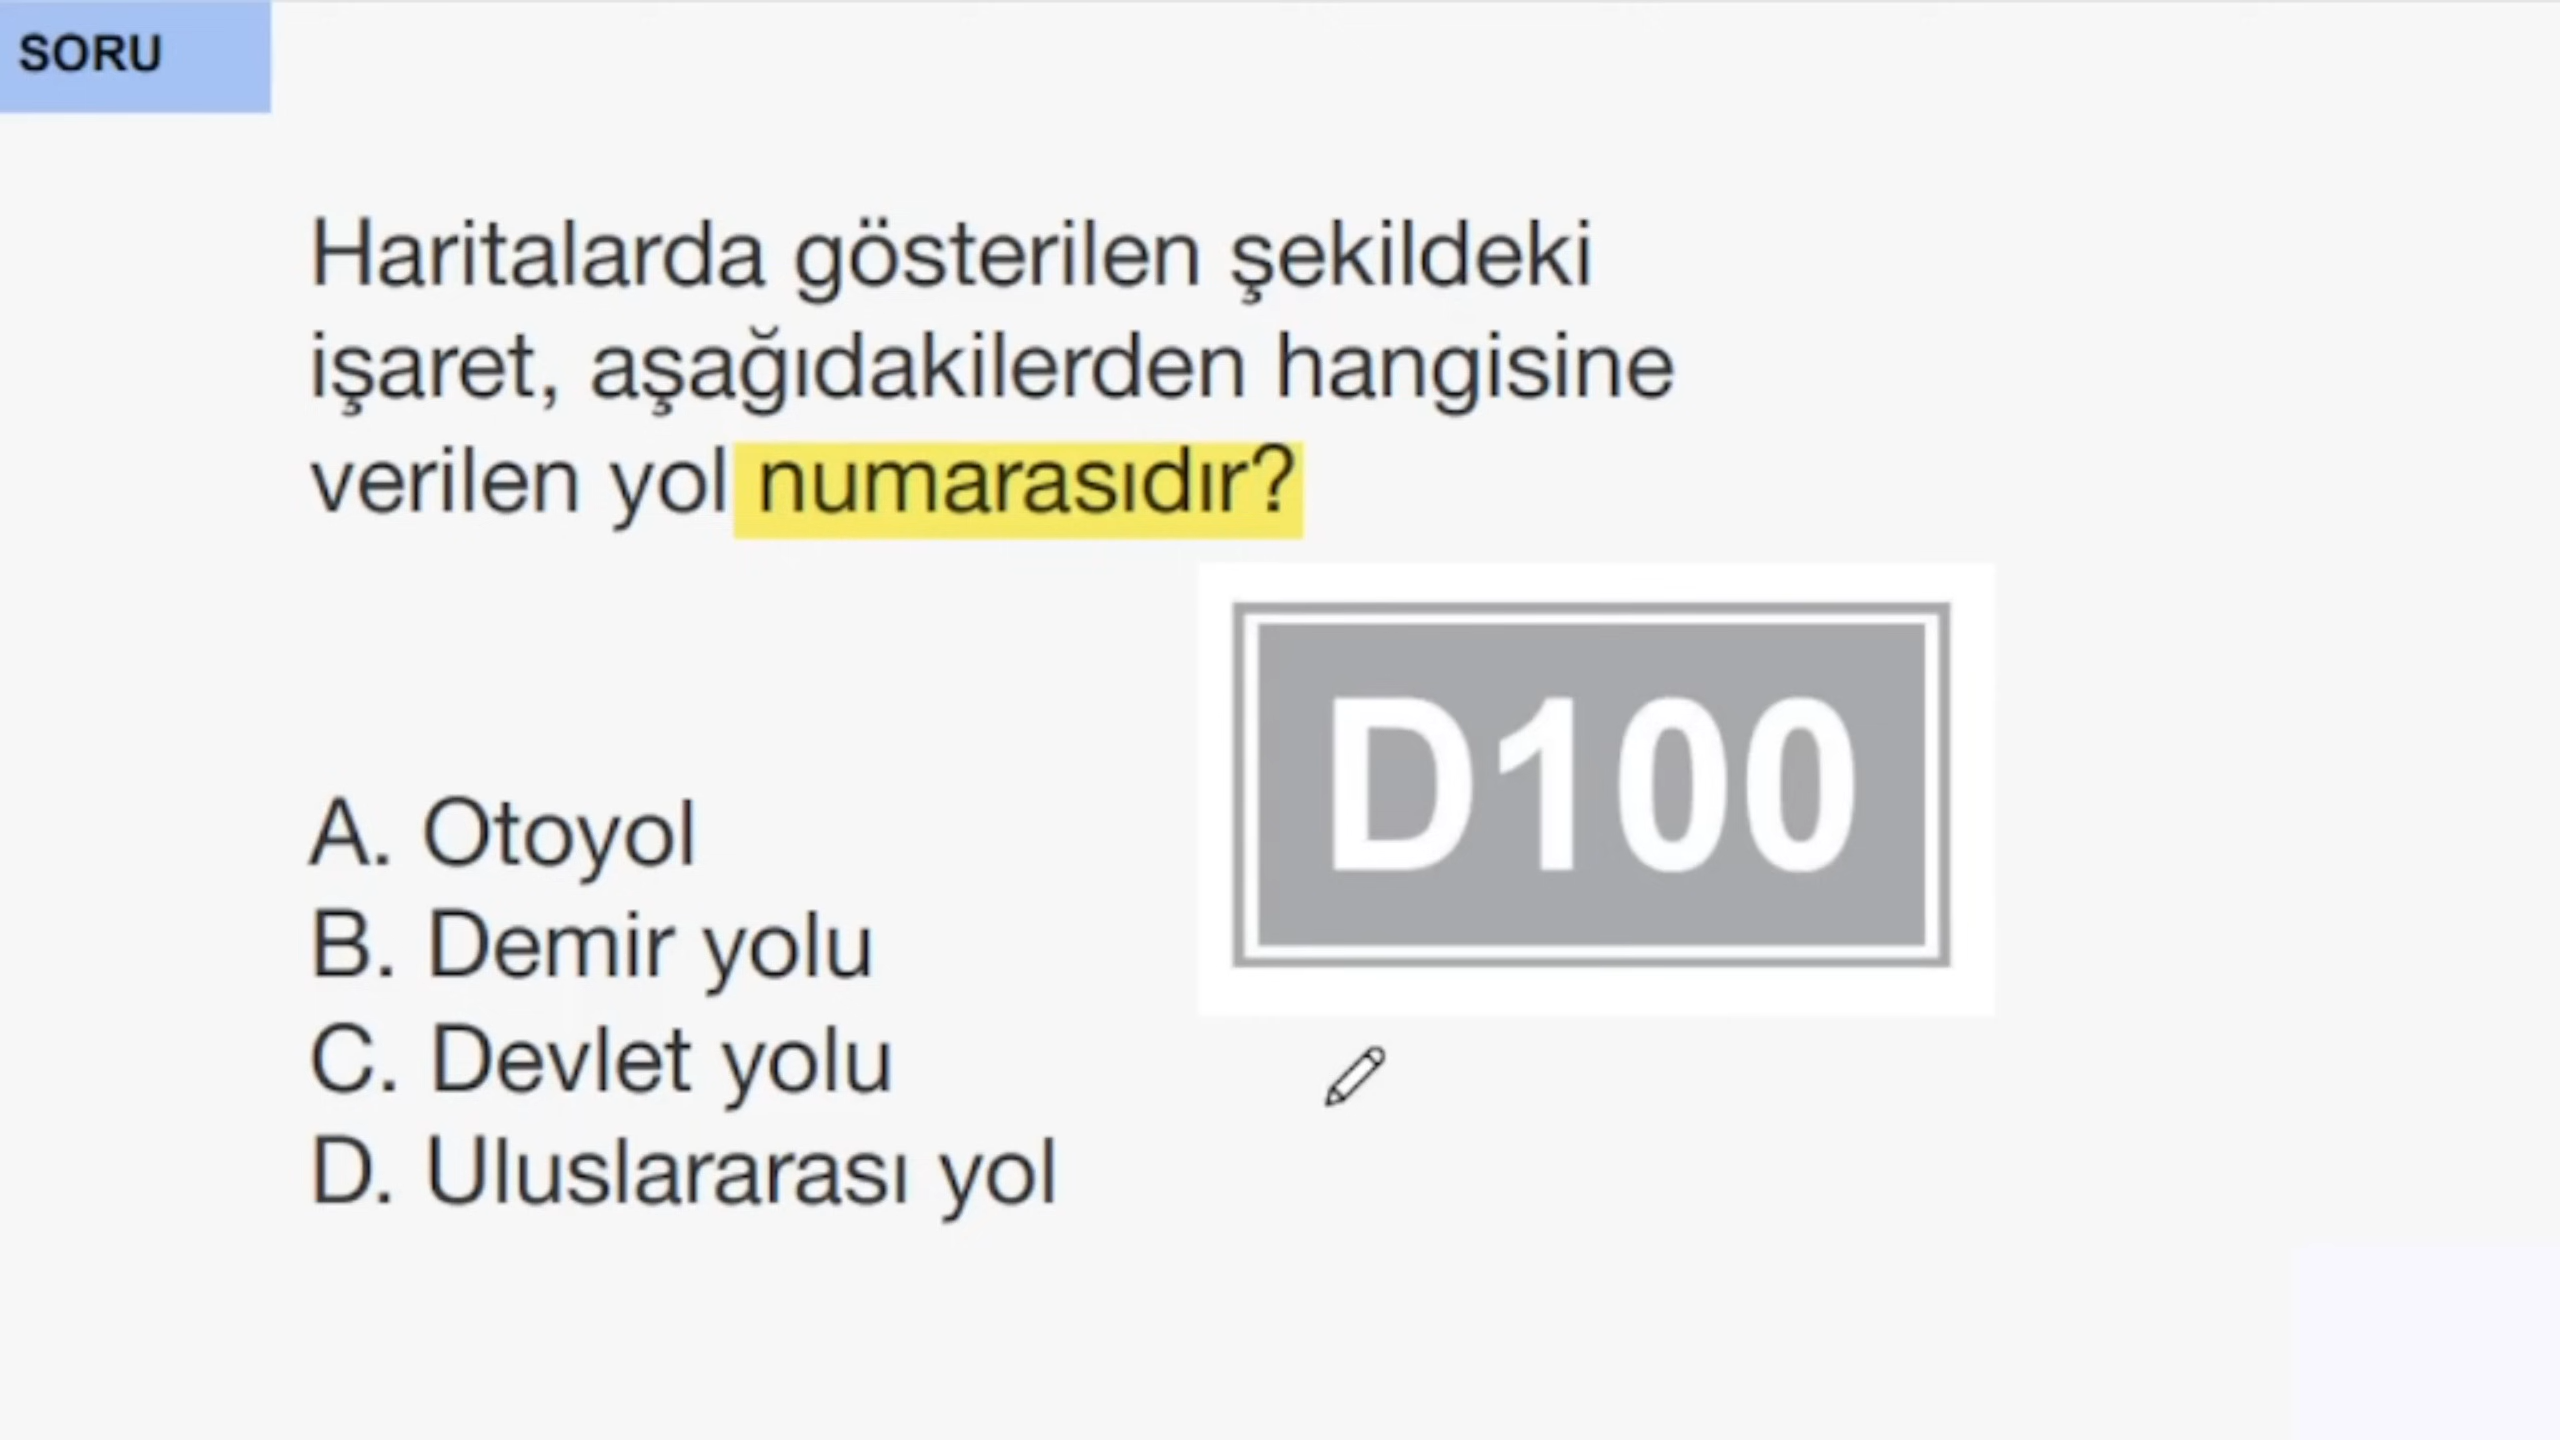 SORU
Haritalarda gösterilen şekildeki
işaret, aşağıdakilerden hangisine
verilen yol numarasıdır?
D100
A. Otoyol
B. Demir yolu
C. Devlet yolu
D. Uluslararası yol